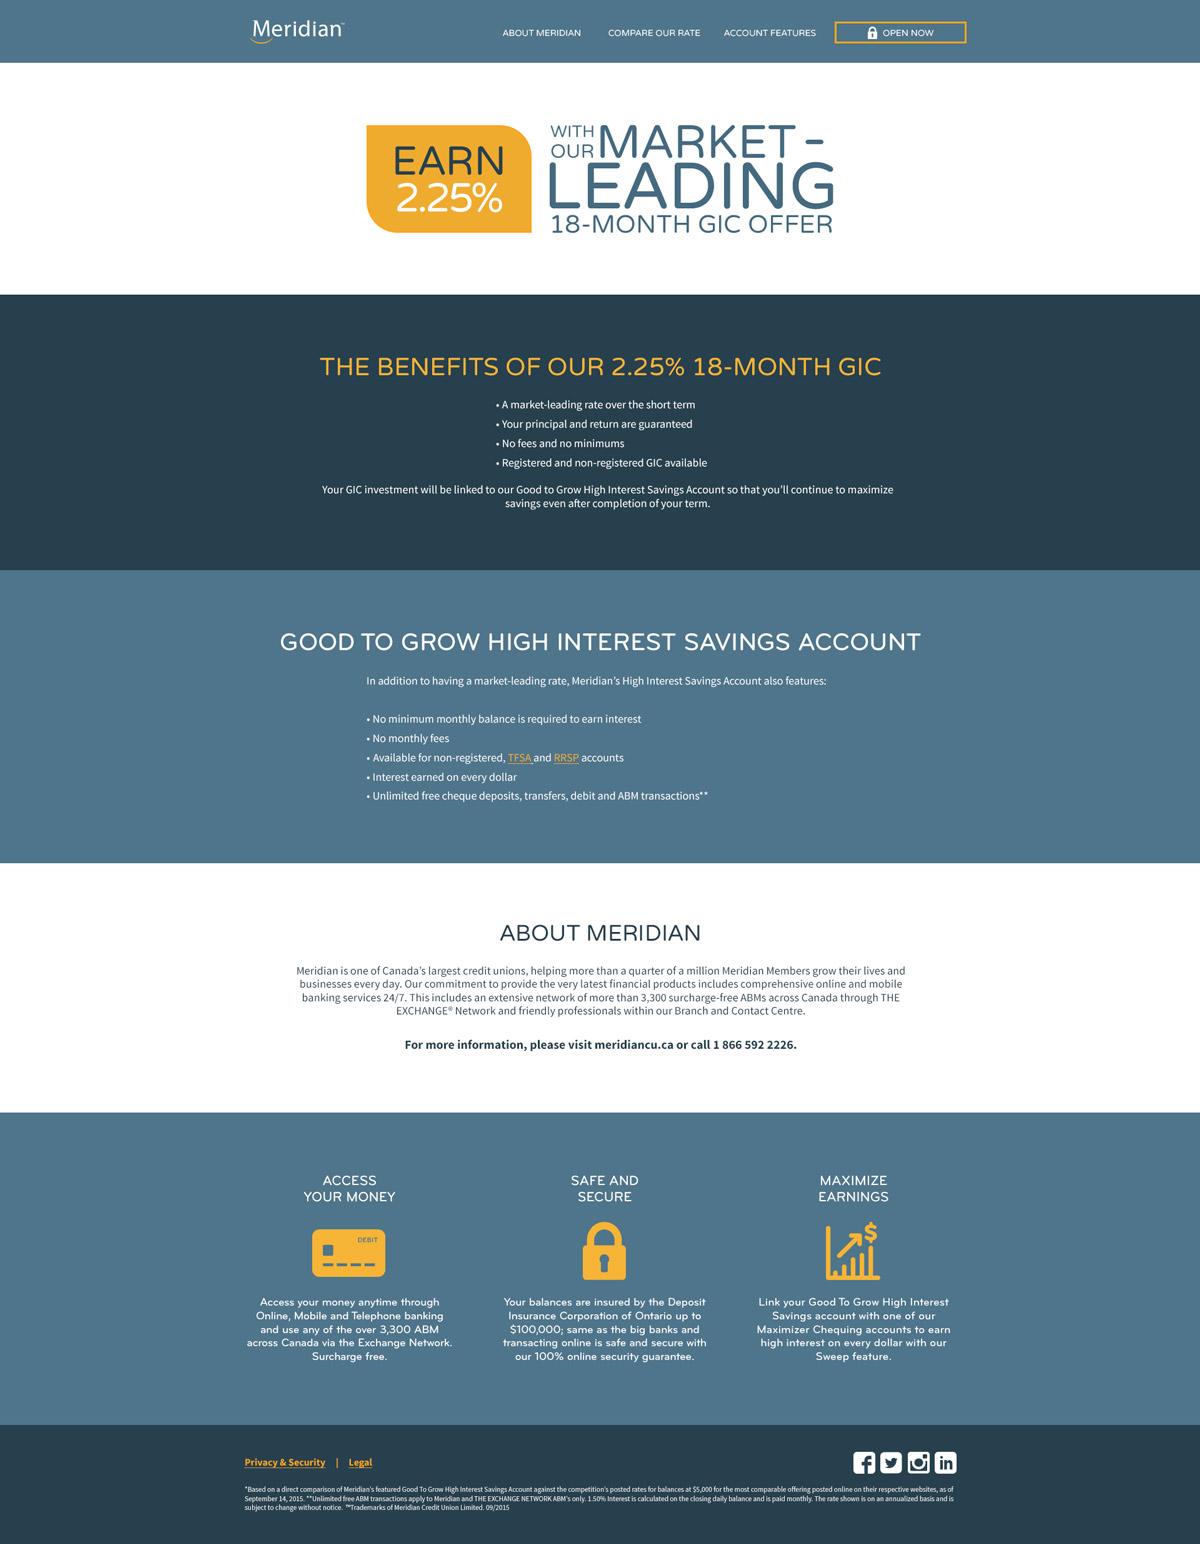 Meridian™
ABOUT MERIDIAN
COMPARE OUR RATE
ACCOUNT FEATURES
OPEN NOW
EARN
2.25%
WITH OUR MARKET-
LEADING
18-MONTH GIC OFFER
THE BENEFITS OF OUR 2.25% 18-MONTH GIC
• A market-leading rate over the short term
• Your principal and return are guaranteed
• No fees and no minimums
• Registered and non-registered GIC available
Your GIC investment will be linked to our Good to Grow High Interest Savings Account so that you’ll continue to maximize
savings even after completion of your term.
GOOD TO GROW HIGH INTEREST SAVINGS ACCOUNT
In addition to having a market-leading rate, Meridian’s High Interest Savings Account also features:
• No minimum monthly balance is required to earn interest
• No monthly fees
• Available for non-registered, TFSA and RRSP accounts
• Interest earned on every dollar
• Unlimited free cheque deposits, transfers, debit and ABM transactions**
ABOUT MERIDIAN
Meridian is one of Canada’s largest credit unions, helping more than a quarter of a million Meridian Members grow their lives and
businesses every day. Our commitment to provide the very latest financial products includes comprehensive online and mobile
banking services 24/7. This includes an extensive network of more than 3,300 surcharge-free ABMs across Canada through THE
EXCHANGE® Network and friendly professionals within our Branch and Contact Centre.
For more information, please visit meridiancu.ca or call 1 866 592 2226.
ACCESS
YOUR MONEY
DEBIT
Access your money anytime through
Online, Mobile and Telephone banking
and use any of the over 3,300 ABM
across Canada via the Exchange Network.
Surcharge free.
SAFE AND
SECURE
Your balances are insured by the Deposit
Insurance Corporation of Ontario up to
$100,000; same as the big banks and
transacting online is safe and secure with
our 100% online security guarantee.
MAXIMIZE
EARNINGS
$
Link your Good To Grow High Interest
Savings account with one of our
Maximizer Chequing accounts to earn
high interest on every dollar with our
Sweep feature.
Privacy & Security | Legal
*Based on a direct comparison of Meridian's featured Good To Grow High Interest Savings Account against the competition's posted rates for balances at $5,000 for the most comparable offering posted online on their respective websites, as of
September 14, 2015. **Unlimited free ABM transactions apply to Meridian and THE EXCHANGE NETWORK ABM's only. 1.50% Interest is calculated on the closing daily balance and is paid monthly. The rate shown is on an annualized basis and is
subject to change without notice. ™Trademarks of Meridian Credit Union Limited. 09/2015